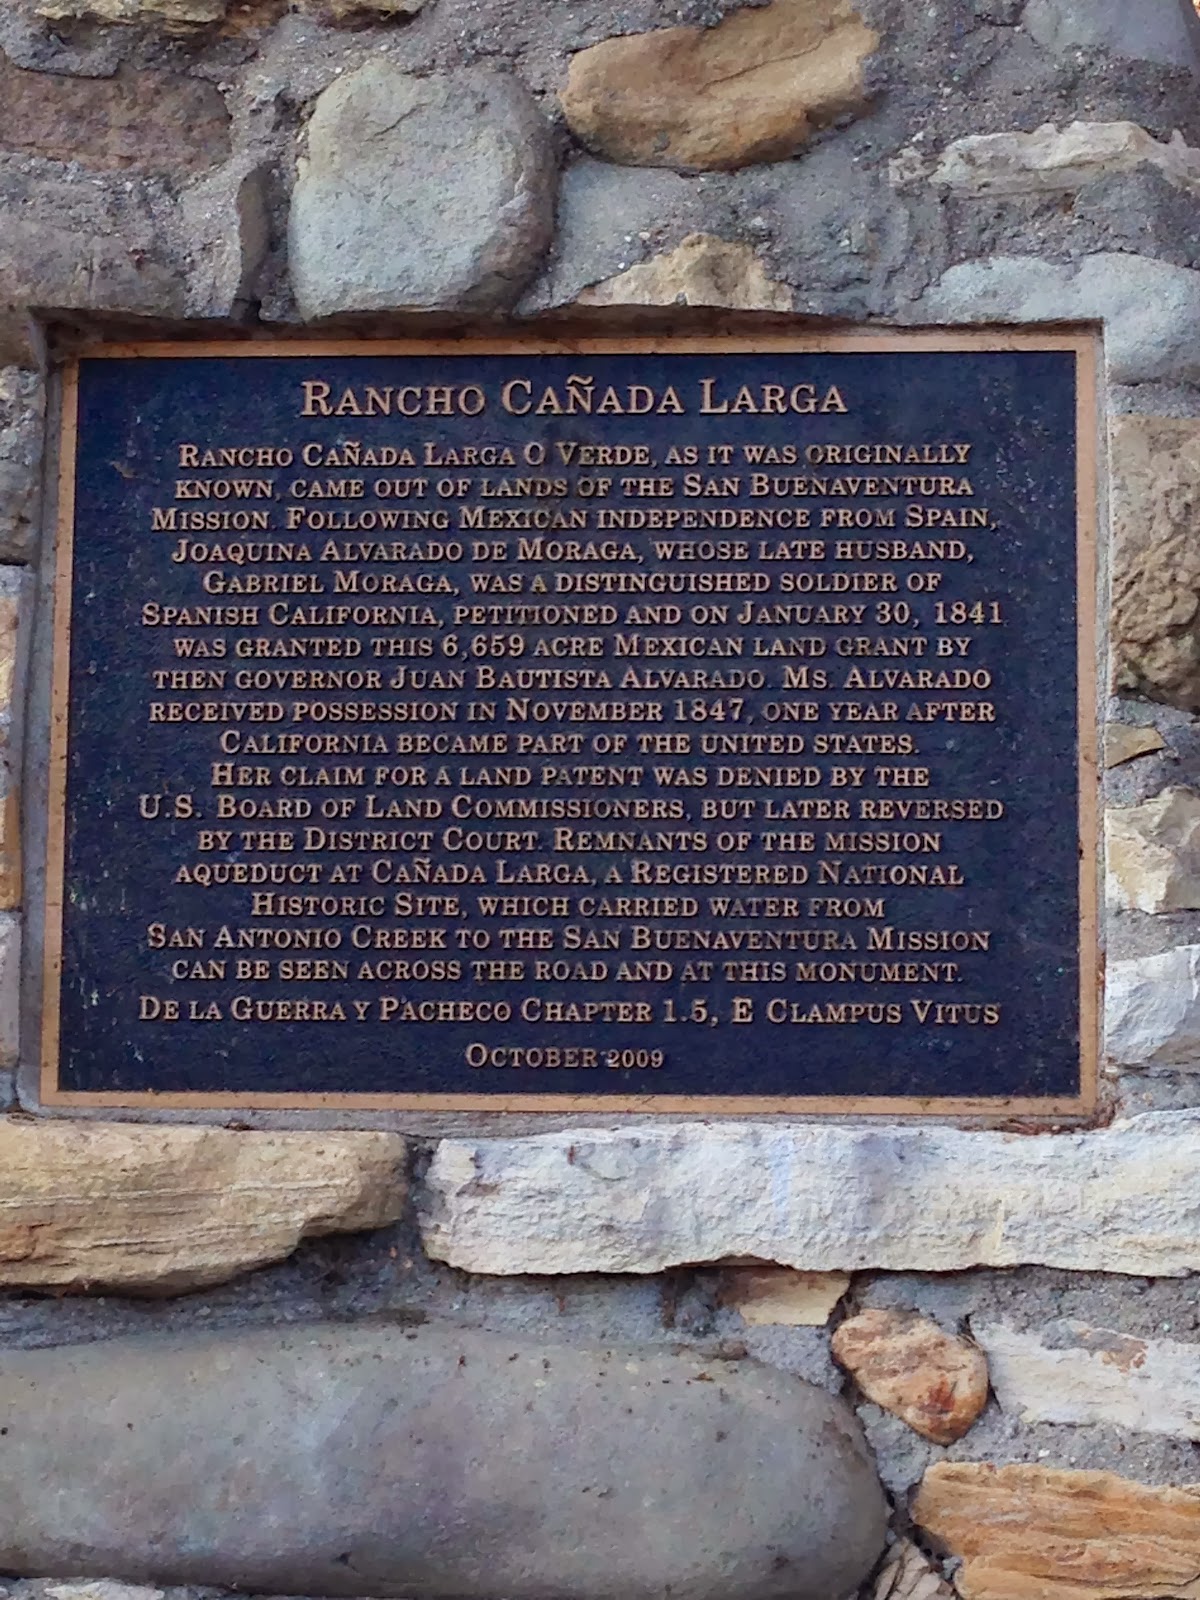 Rancho Cañada Larga
Rancho Cañada Larga O Verde, as it was originally
known, came out of lands of the San Buenaventura
Mission. Following Mexican independence from Spain,
Joaquina Alvarado de Moraga, whose late husband,
Gabriel Moraga, was a distinguished soldier of
Spanish California, petitioned and on January 30, 1841
was granted this 6,659 acre Mexican land grant by
then governor Juan Bautista Alvarado. Ms. Alvarado
received possession in November 1847, one year after
California became part of the united states.
Her claim for a land patent was denied by the
U.S. Board of Land Commissioners, but later reversed
by the District Court. Remnants of the mission
aqueduct at Cañada Larga, a Registered National
Historic Site, which carried water from
San Antonio Creek to the San Buenaventura Mission
can be seen across the road and at this monument.
De la Guerra y Pacheco Chapter 1.5, E Clampus Vitus
October 2009